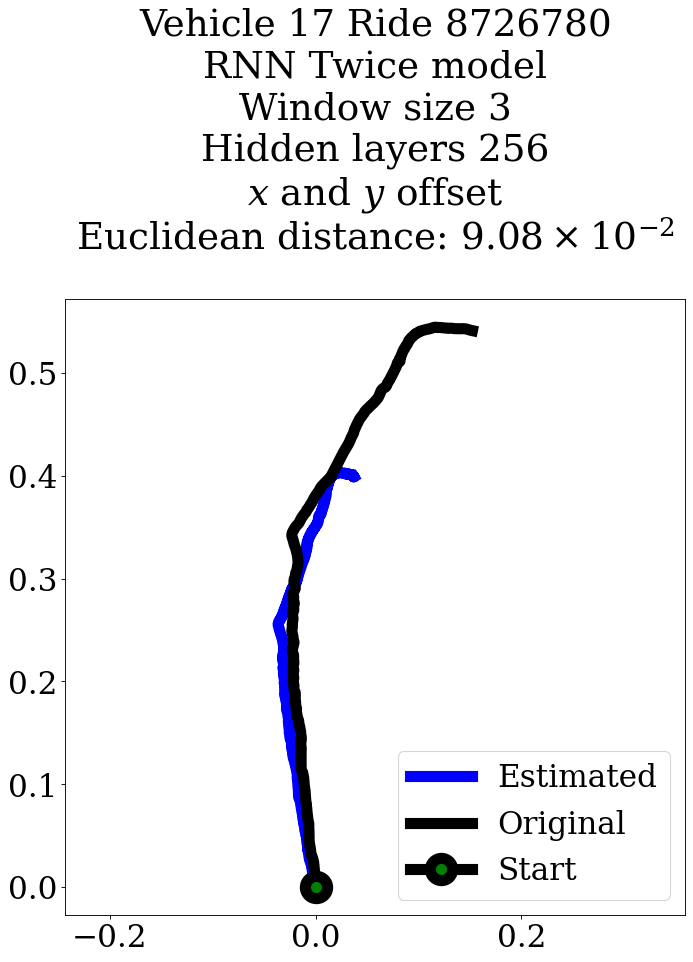 Vehicle 17 Ride 8726780
RNN Twice model
Window size 3
Hidden layers 256
x and y offset
Euclidean distance: 9.08 × 10⁻²
0.5
0.4
0.3
0.2
0.1
0.0
Estimated
Original
Start
−0.2 0.0 0.2